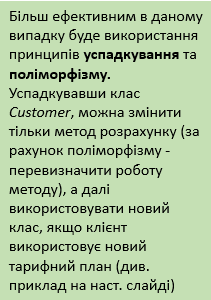 Більш ефективним в даному
випадку буде використання
принципів успадкування та
поліморфізму.
Успадкувавши клас
Customer, можна змінити
тільки метод розрахунку (за
рахунок поліморфізму -
перевизначити роботу
методу), а далі
використовувати новий
клас, якщо клієнт
використовує новий
тарифний план (див.
приклад на наст. слайді)